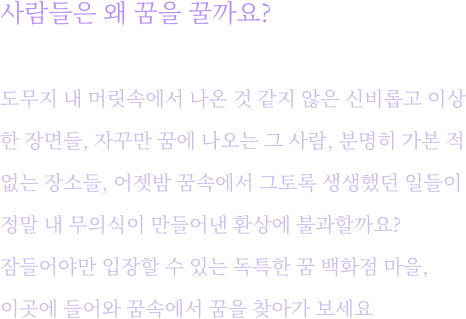 사람들은 왜 꿈을 꿀까요?
도무지 내 머릿속에서 나온 것 같지 않은 신비롭고 이상
한 장면들, 자꾸만 꿈에 나오는 그 사람, 분명히 가본 적
없는 장소들, 어젯밤 꿈속에서 그토록 생생했던 일들이
정말 내 무의식이 만들어낸 환상에 불과할까요?
잠들어야만 입장할 수 있는 독특한 꿈 백화점 마을,
이곳에 들어와 꿈속에서 꿈을 찾아가 보세요